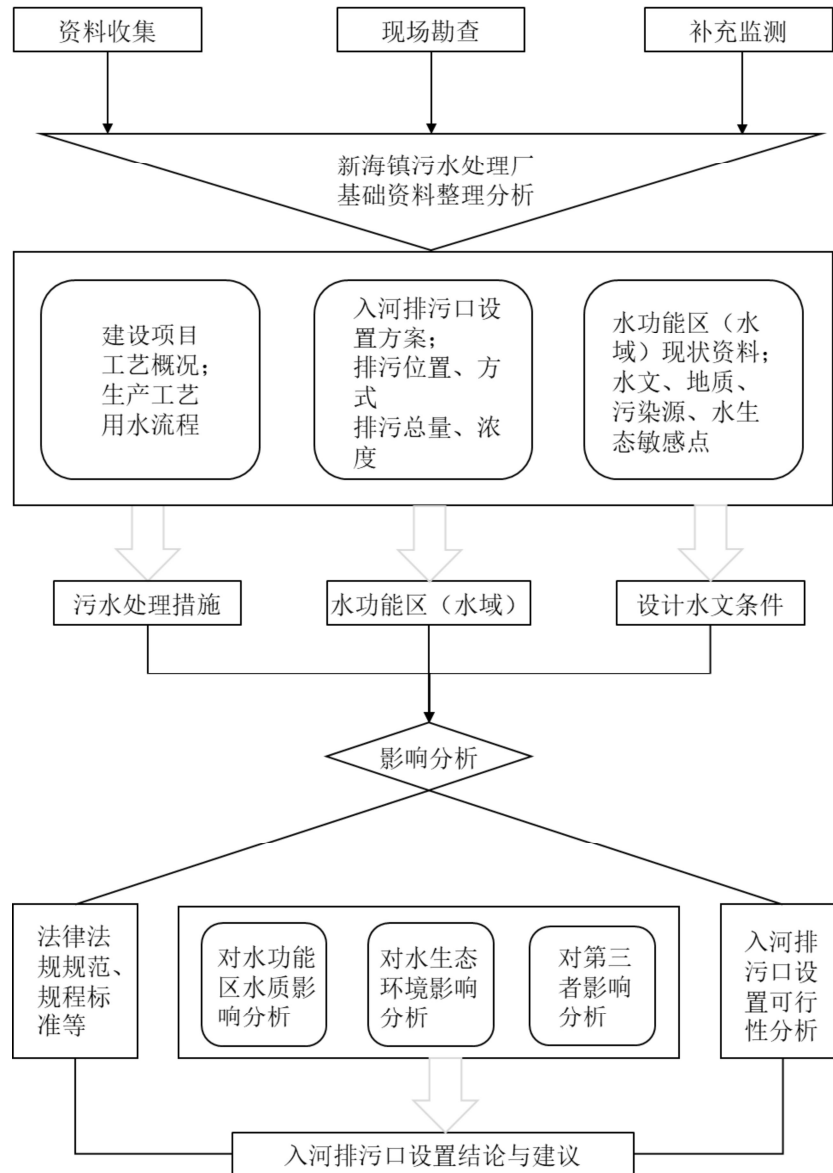 资料收集
现场勘查
补充监测
新海镇污水处理厂
基础资料整理分析
建设项目
工艺概况；
生产工艺
用水流程
入河排污口设
置方案；
排污位置、方
式
排污总量、浓
度
水功能区（水
域）现状资料；
水文、地质、
污染源、水生
态敏感点
污水处理措施
水功能区（水域）
设计水文条件
影响分析
法律法
规规范、
规程标
准等
对水功能
区水质影
响分析
对水生态
环境影响
分析
对第三
者影响
分析
入河排
污口设
置可行
性分析
入河排污口设置结论与建议